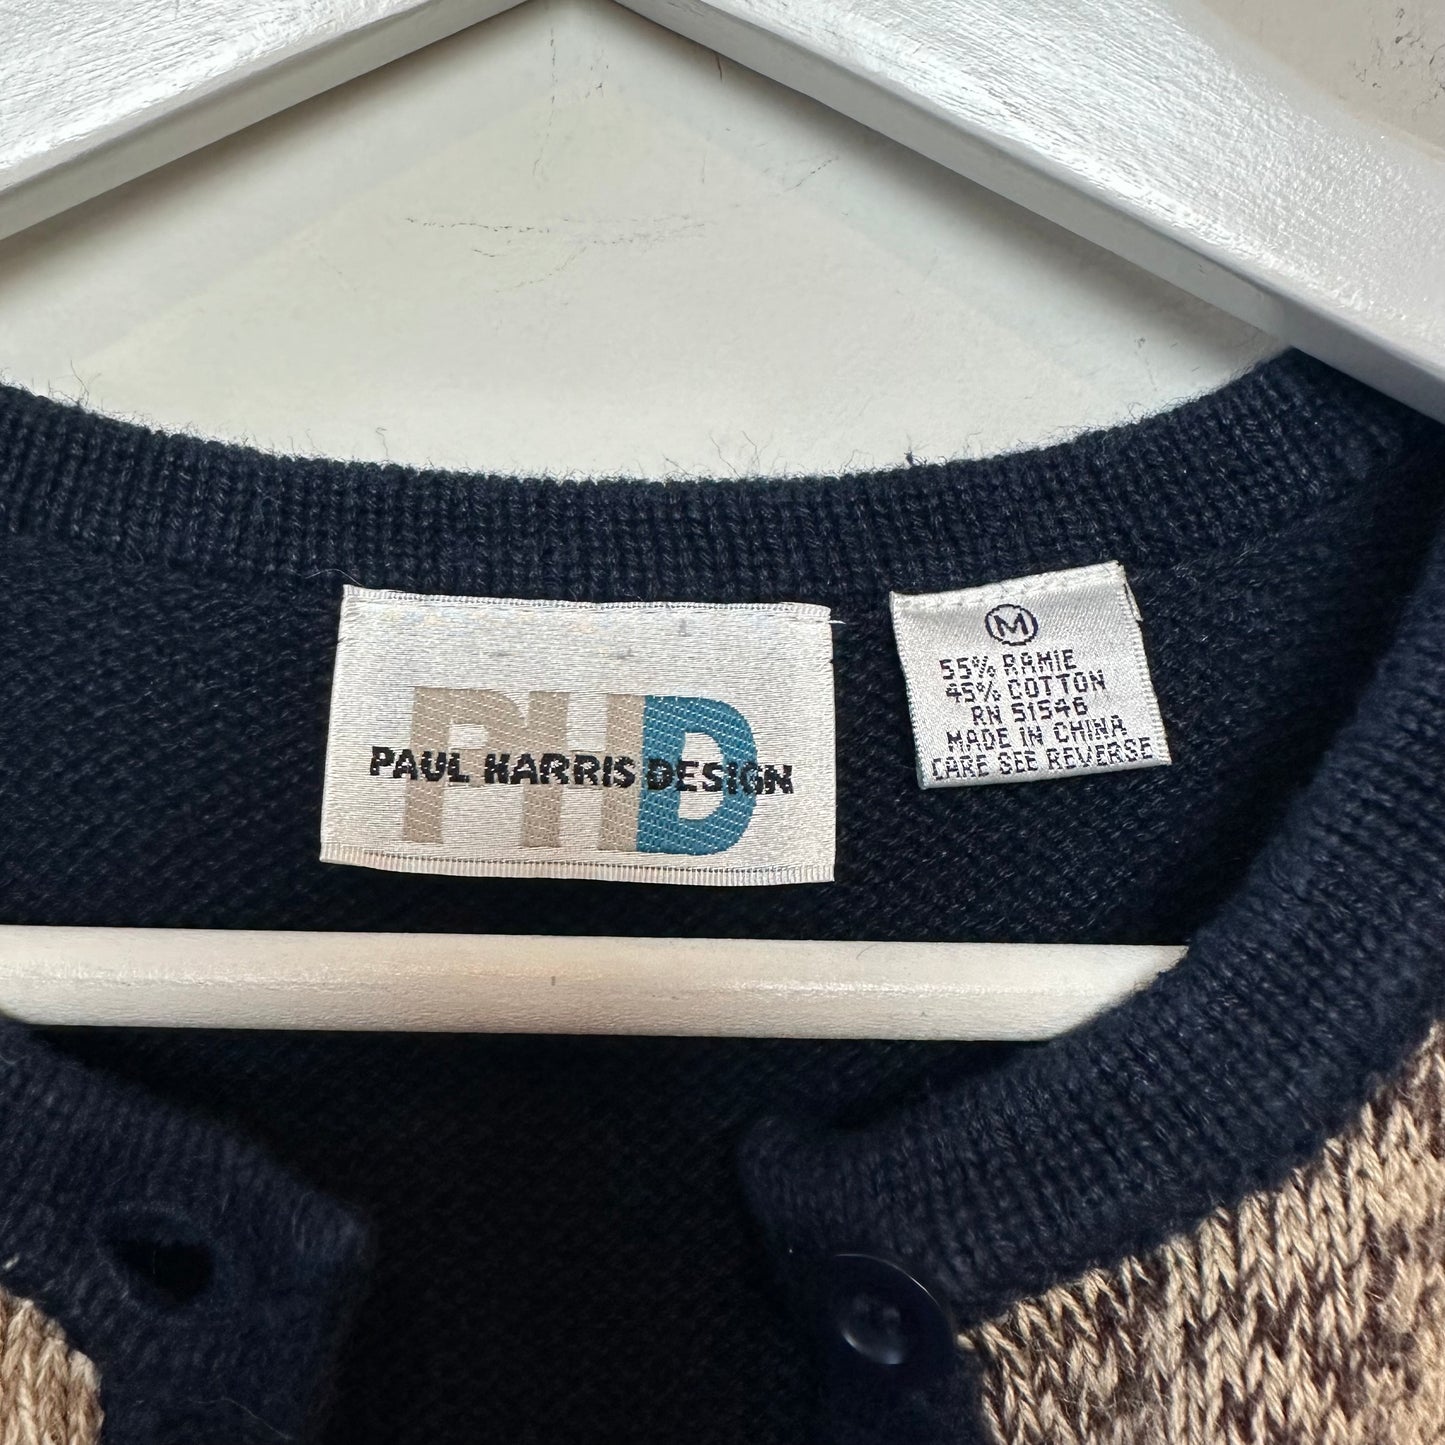 PHD
PAUL HARRIS DESIGN
M
55% RAMIE
45% COTTON
RN 51546
MADE IN CHINA
CARE SEE REVERSE